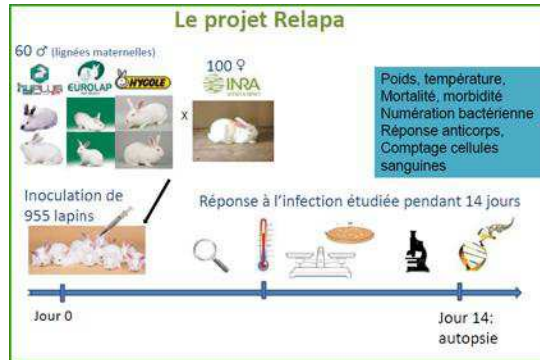 Le projet Relapa
60 ♂ (lignées maternelles)
hyplus
EUROLAP
HYCOLE
100 ♀
INRA
x
Poids, température,
Mortalité, morbidité
Numération bactérienne
Réponse anticorps,
Comptage cellules
sanguines
Inoculation de
955 lapins
Réponse à l'infection étudiée pendant 14 jours
Jour 0
Jour 14:
autopsie